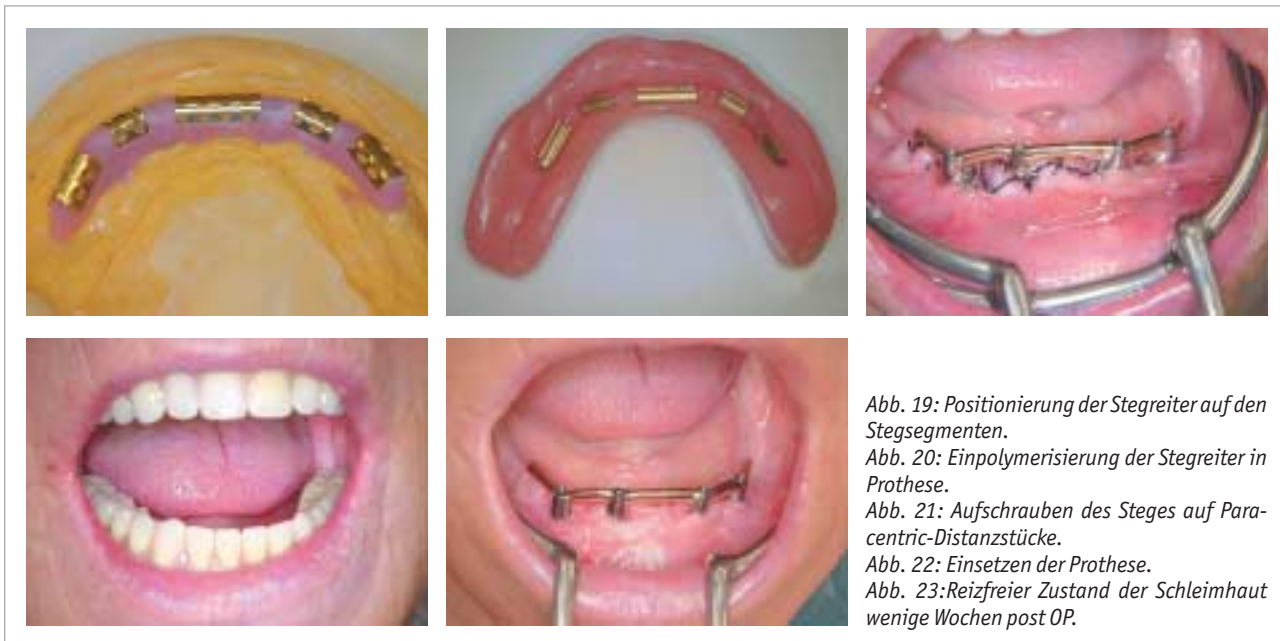 Abb. 19: Positionierung der Stegreiter auf den
Stegsegmenten.
Abb. 20: Einpolymerisierung der Stegreiter in
Prothese.
Abb. 21: Aufschrauben des Steges auf Para-
centric-Distanzstücke.
Abb. 22: Einsetzen der Prothese.
Abb. 23:Reizfreier Zustand der Schleimhaut
wenige Wochen post OP.